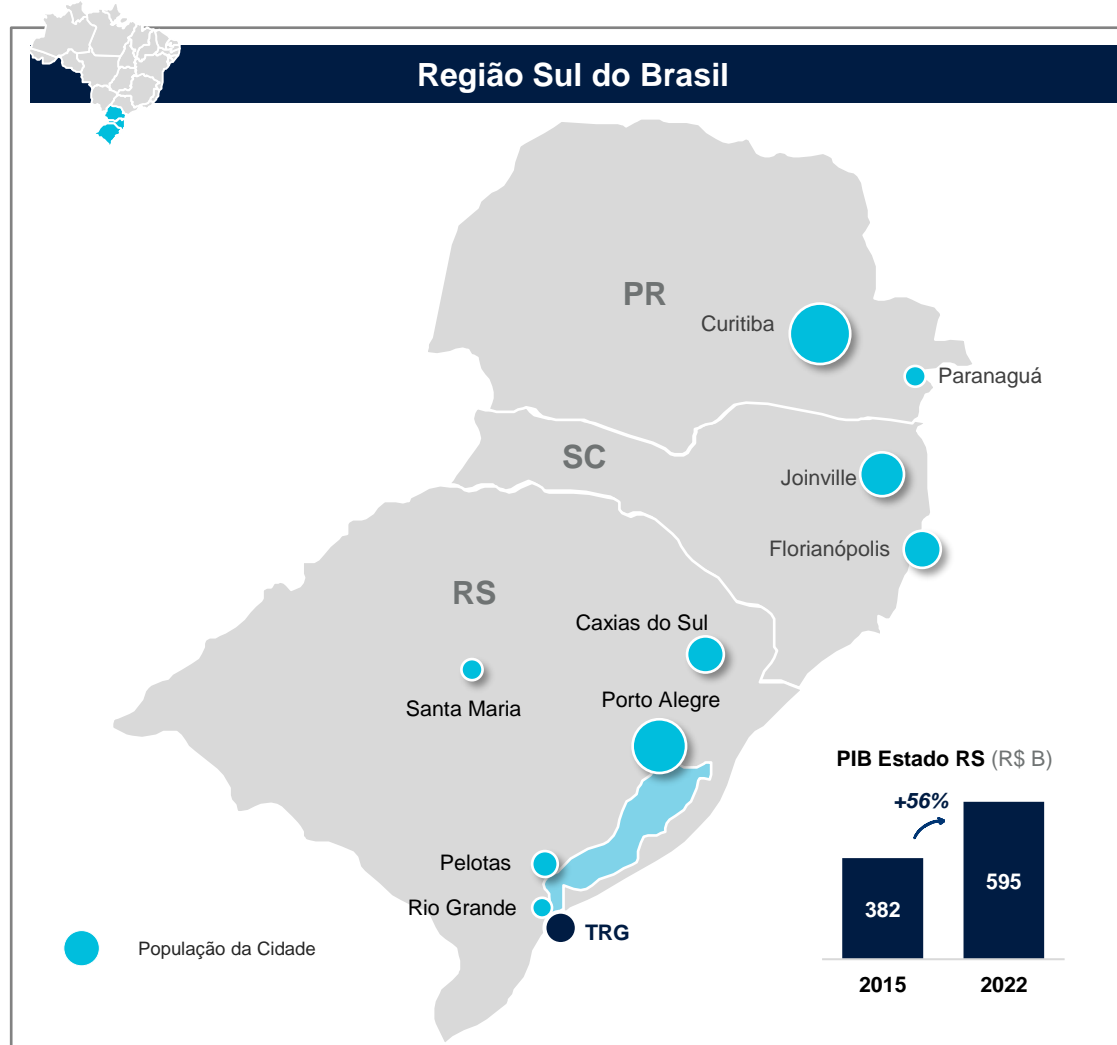 Região Sul do Brasil
PR
Curitiba
Paranaguá
SC
Joinville
Florianópolis
RS
Caxias do Sul
Santa Maria
Porto Alegre
Pelotas
Rio Grande
TRG
População da Cidade
PIB Estado RS (R$ B)
+56%
382
595
2015
2022